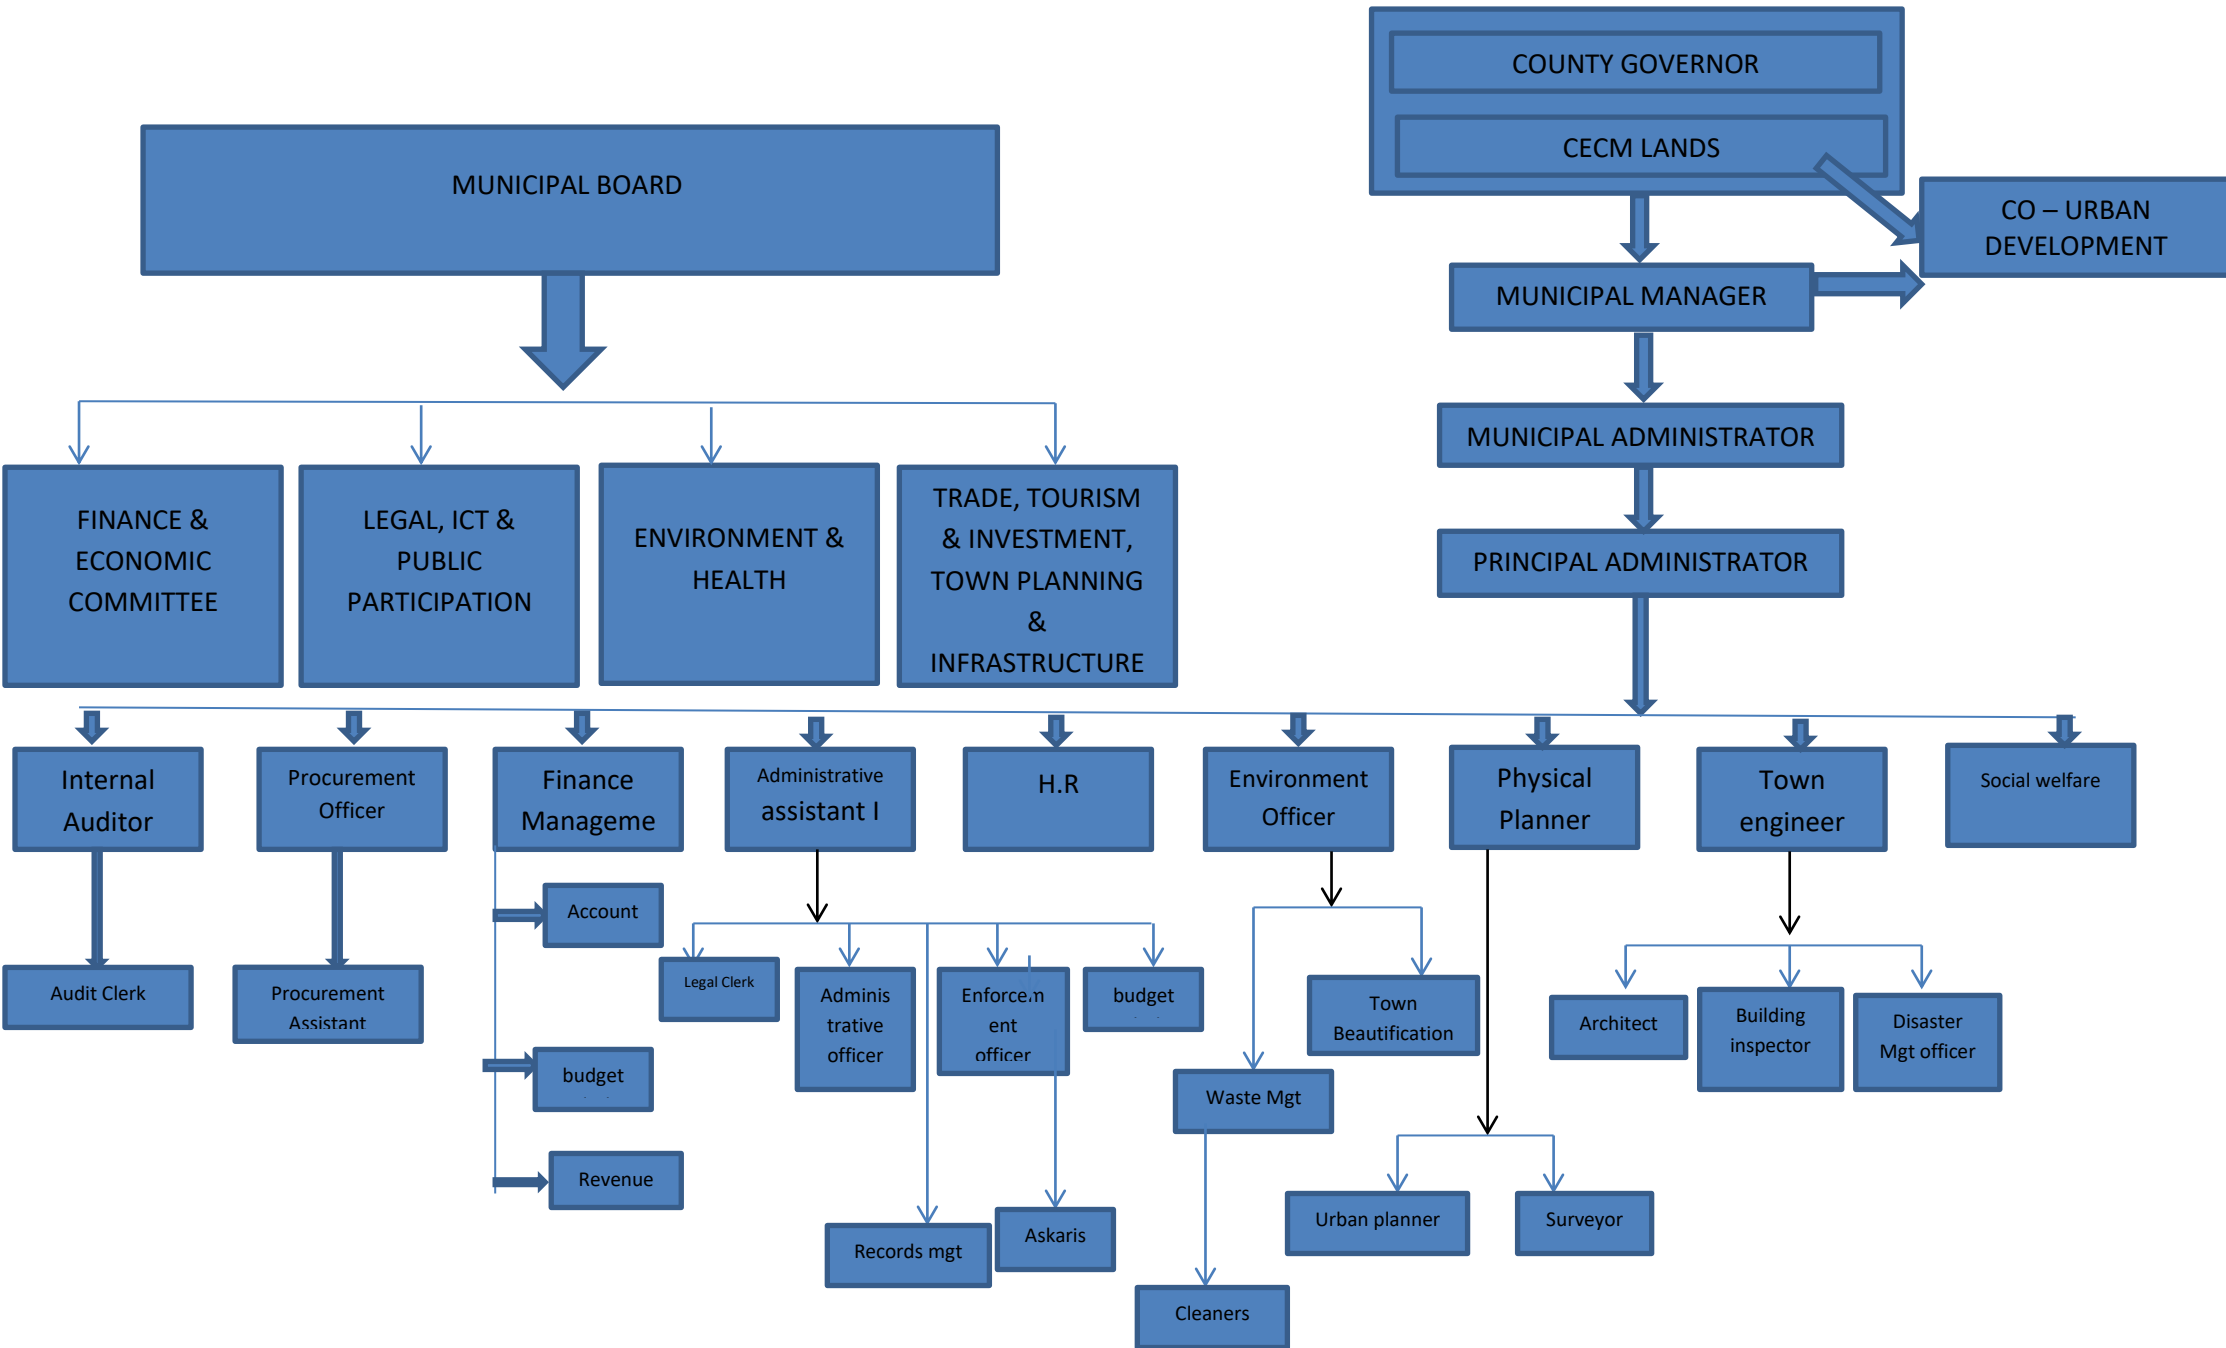 COUNTY GOVERNOR
CECM LANDS
MUNICIPAL BOARD
CO – URBAN
DEVELOPMENT
MUNICIPAL MANAGER
MUNICIPAL ADMINISTRATOR
PRINCIPAL ADMINISTRATOR
FINANCE &
ECONOMIC
COMMITTEE
LEGAL, ICT &
PUBLIC
PARTICIPATION
ENVIRONMENT &
HEALTH
TRADE, TOURISM
& INVESTMENT,
TOWN PLANNING
&
INFRASTRUCTURE
Internal
Auditor
Procurement
Officer
Finance
Manageme
Administrative
assistant I
H.R
Environment
Officer
Physical
Planner
Town
engineer
Social welfare
Account
budget
Revenue
Audit Clerk
Procurement
Assistant
Legal Clerk
Adminis
trative
officer
Enforcem
ent
officer
budget
Records mgt
Askaris
Town
Beautification
Waste Mgt
Cleaners
Urban planner
Surveyor
Architect
Building
inspector
Disaster
Mgt officer